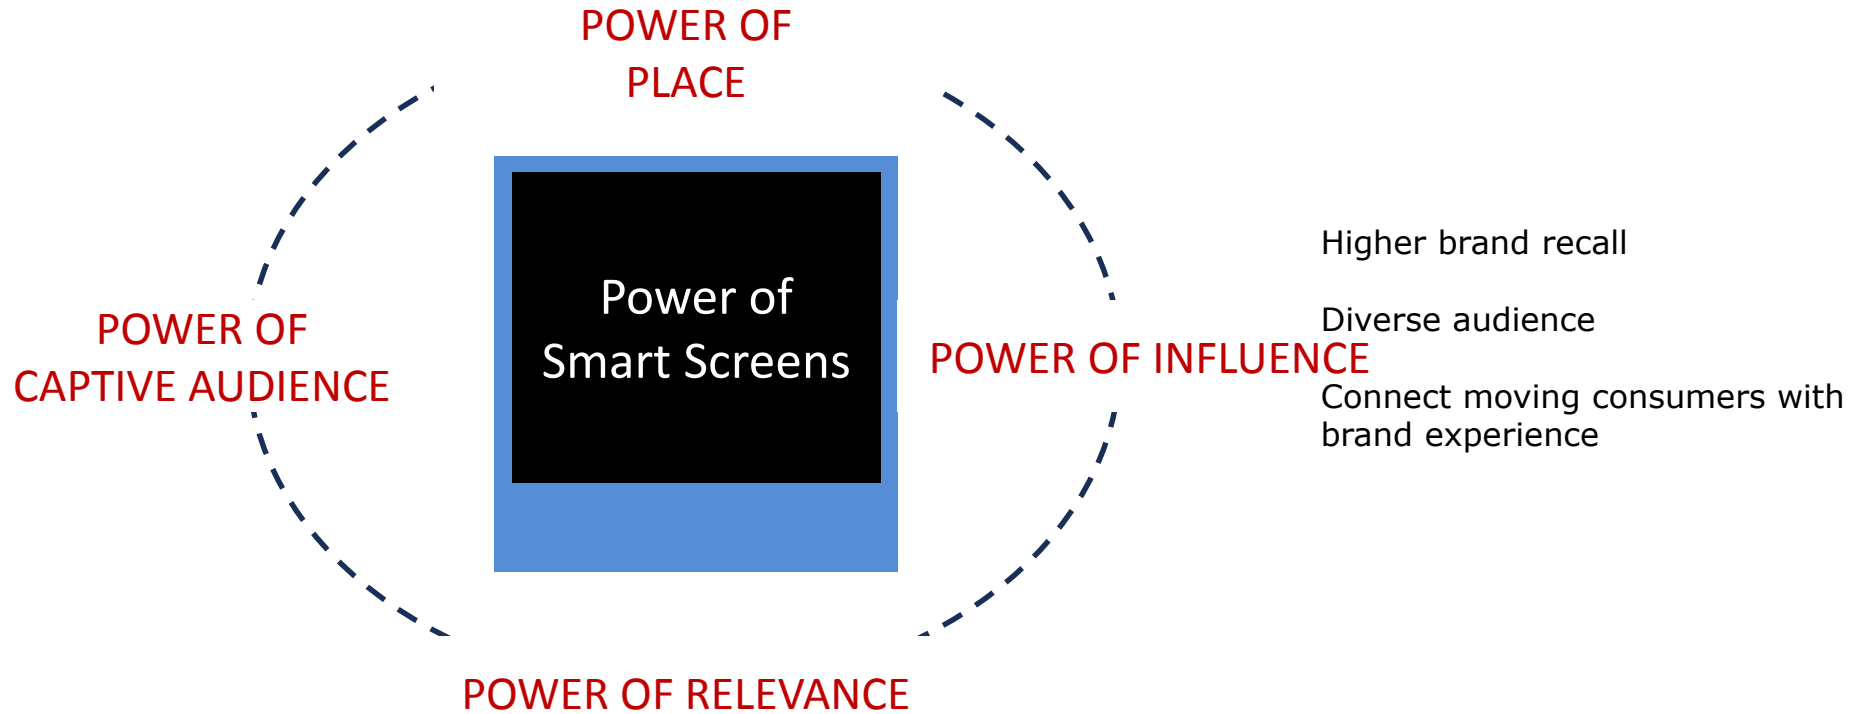 POWER OF
PLACE
Power of
Smart Screens
POWER OF
CAPTIVE AUDIENCE
POWER OF INFLUENCE
Higher brand recall
Diverse audience
Connect moving consumers with
brand experience
POWER OF RELEVANCE